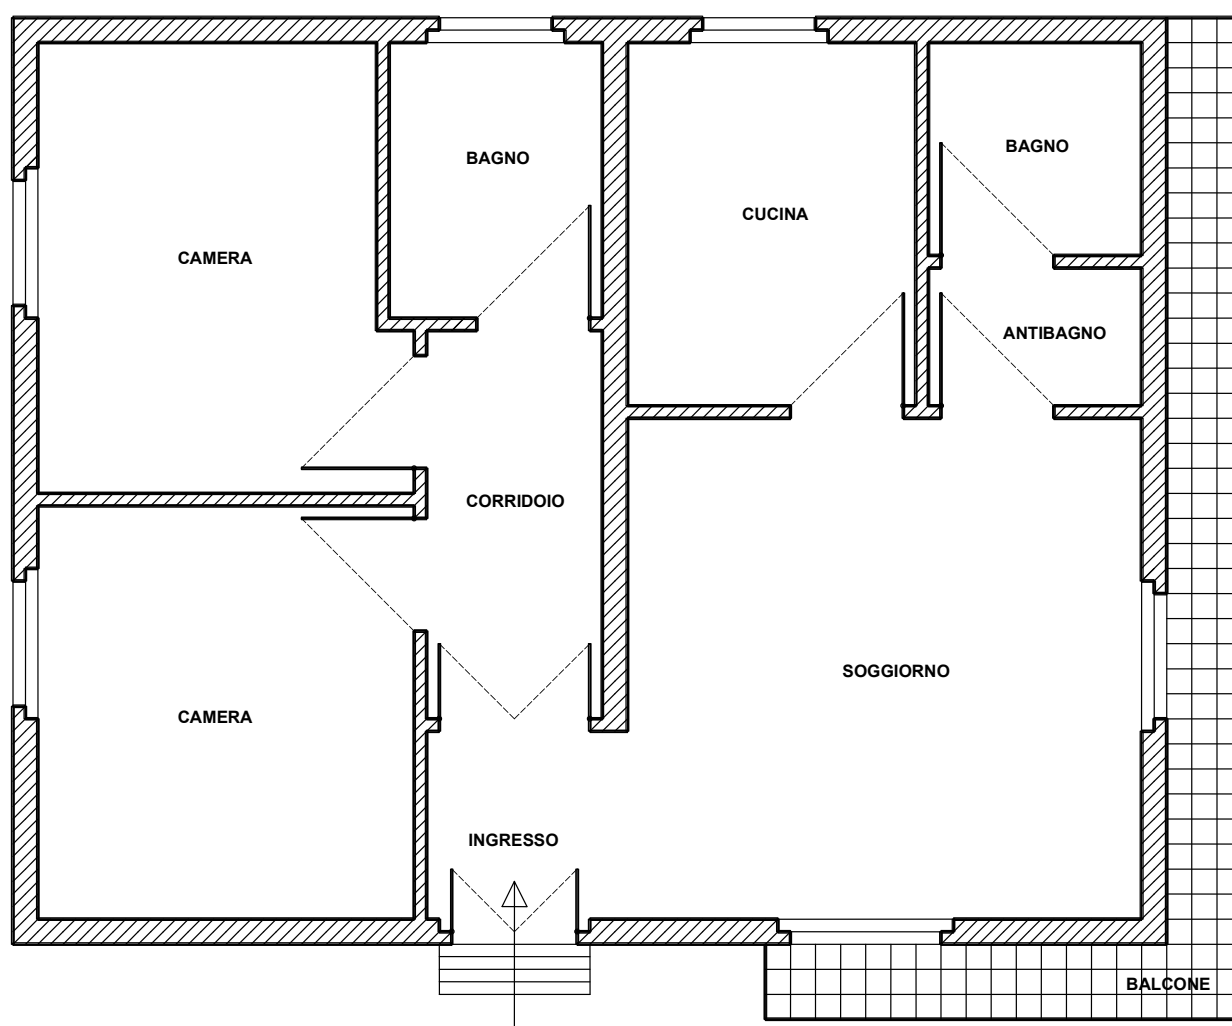 BAGNO
BAGNO
CUCINA
CAMERA
ANTIBAGNO
CORRIDOIO
SOGGIORNO
CAMERA
INGRESSO
BALCONE